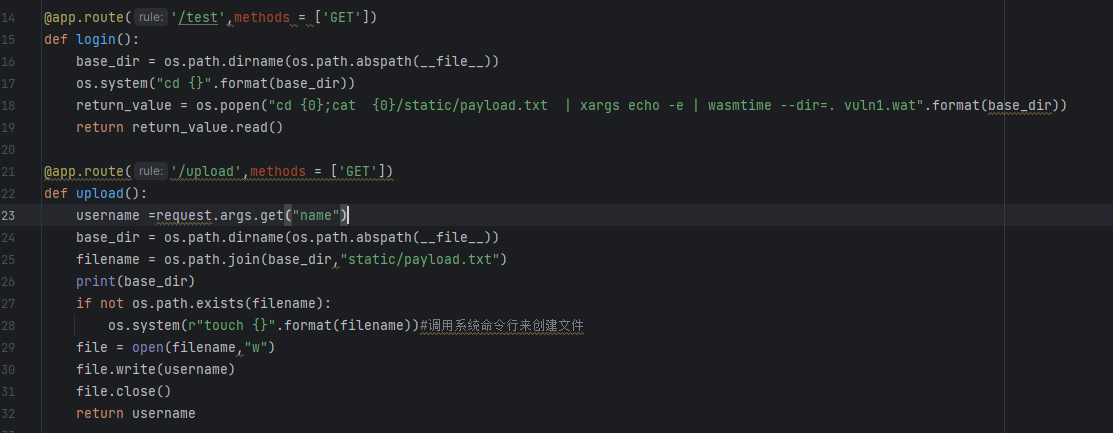 14 @app.route( rule: '/test',methods = ['GET'])
15 def login():
16     base_dir = os.path.dirname(os.path.abspath(__file__))
17     os.system("cd {}".format(base_dir))
18     return_value = os.popen("cd {0};cat  {0}/static/payload.txt  | xargs echo -e | wasmtime --dir=. vuln1.wat".format(base_dir))
19     return return_value.read()
20
21 @app.route( rule: '/upload',methods = ['GET'])
22 def upload():
23     username =request.args.get("name")
24     base_dir = os.path.dirname(os.path.abspath(__file__))
25     filename = os.path.join(base_dir,"static/payload.txt")
26     print(base_dir)
27     if not os.path.exists(filename):
28         os.system(r"touch {}".format(filename))#调用系统命令行来创建文件
29     file = open(filename,"w")
30     file.write(username)
31     file.close()
32     return username